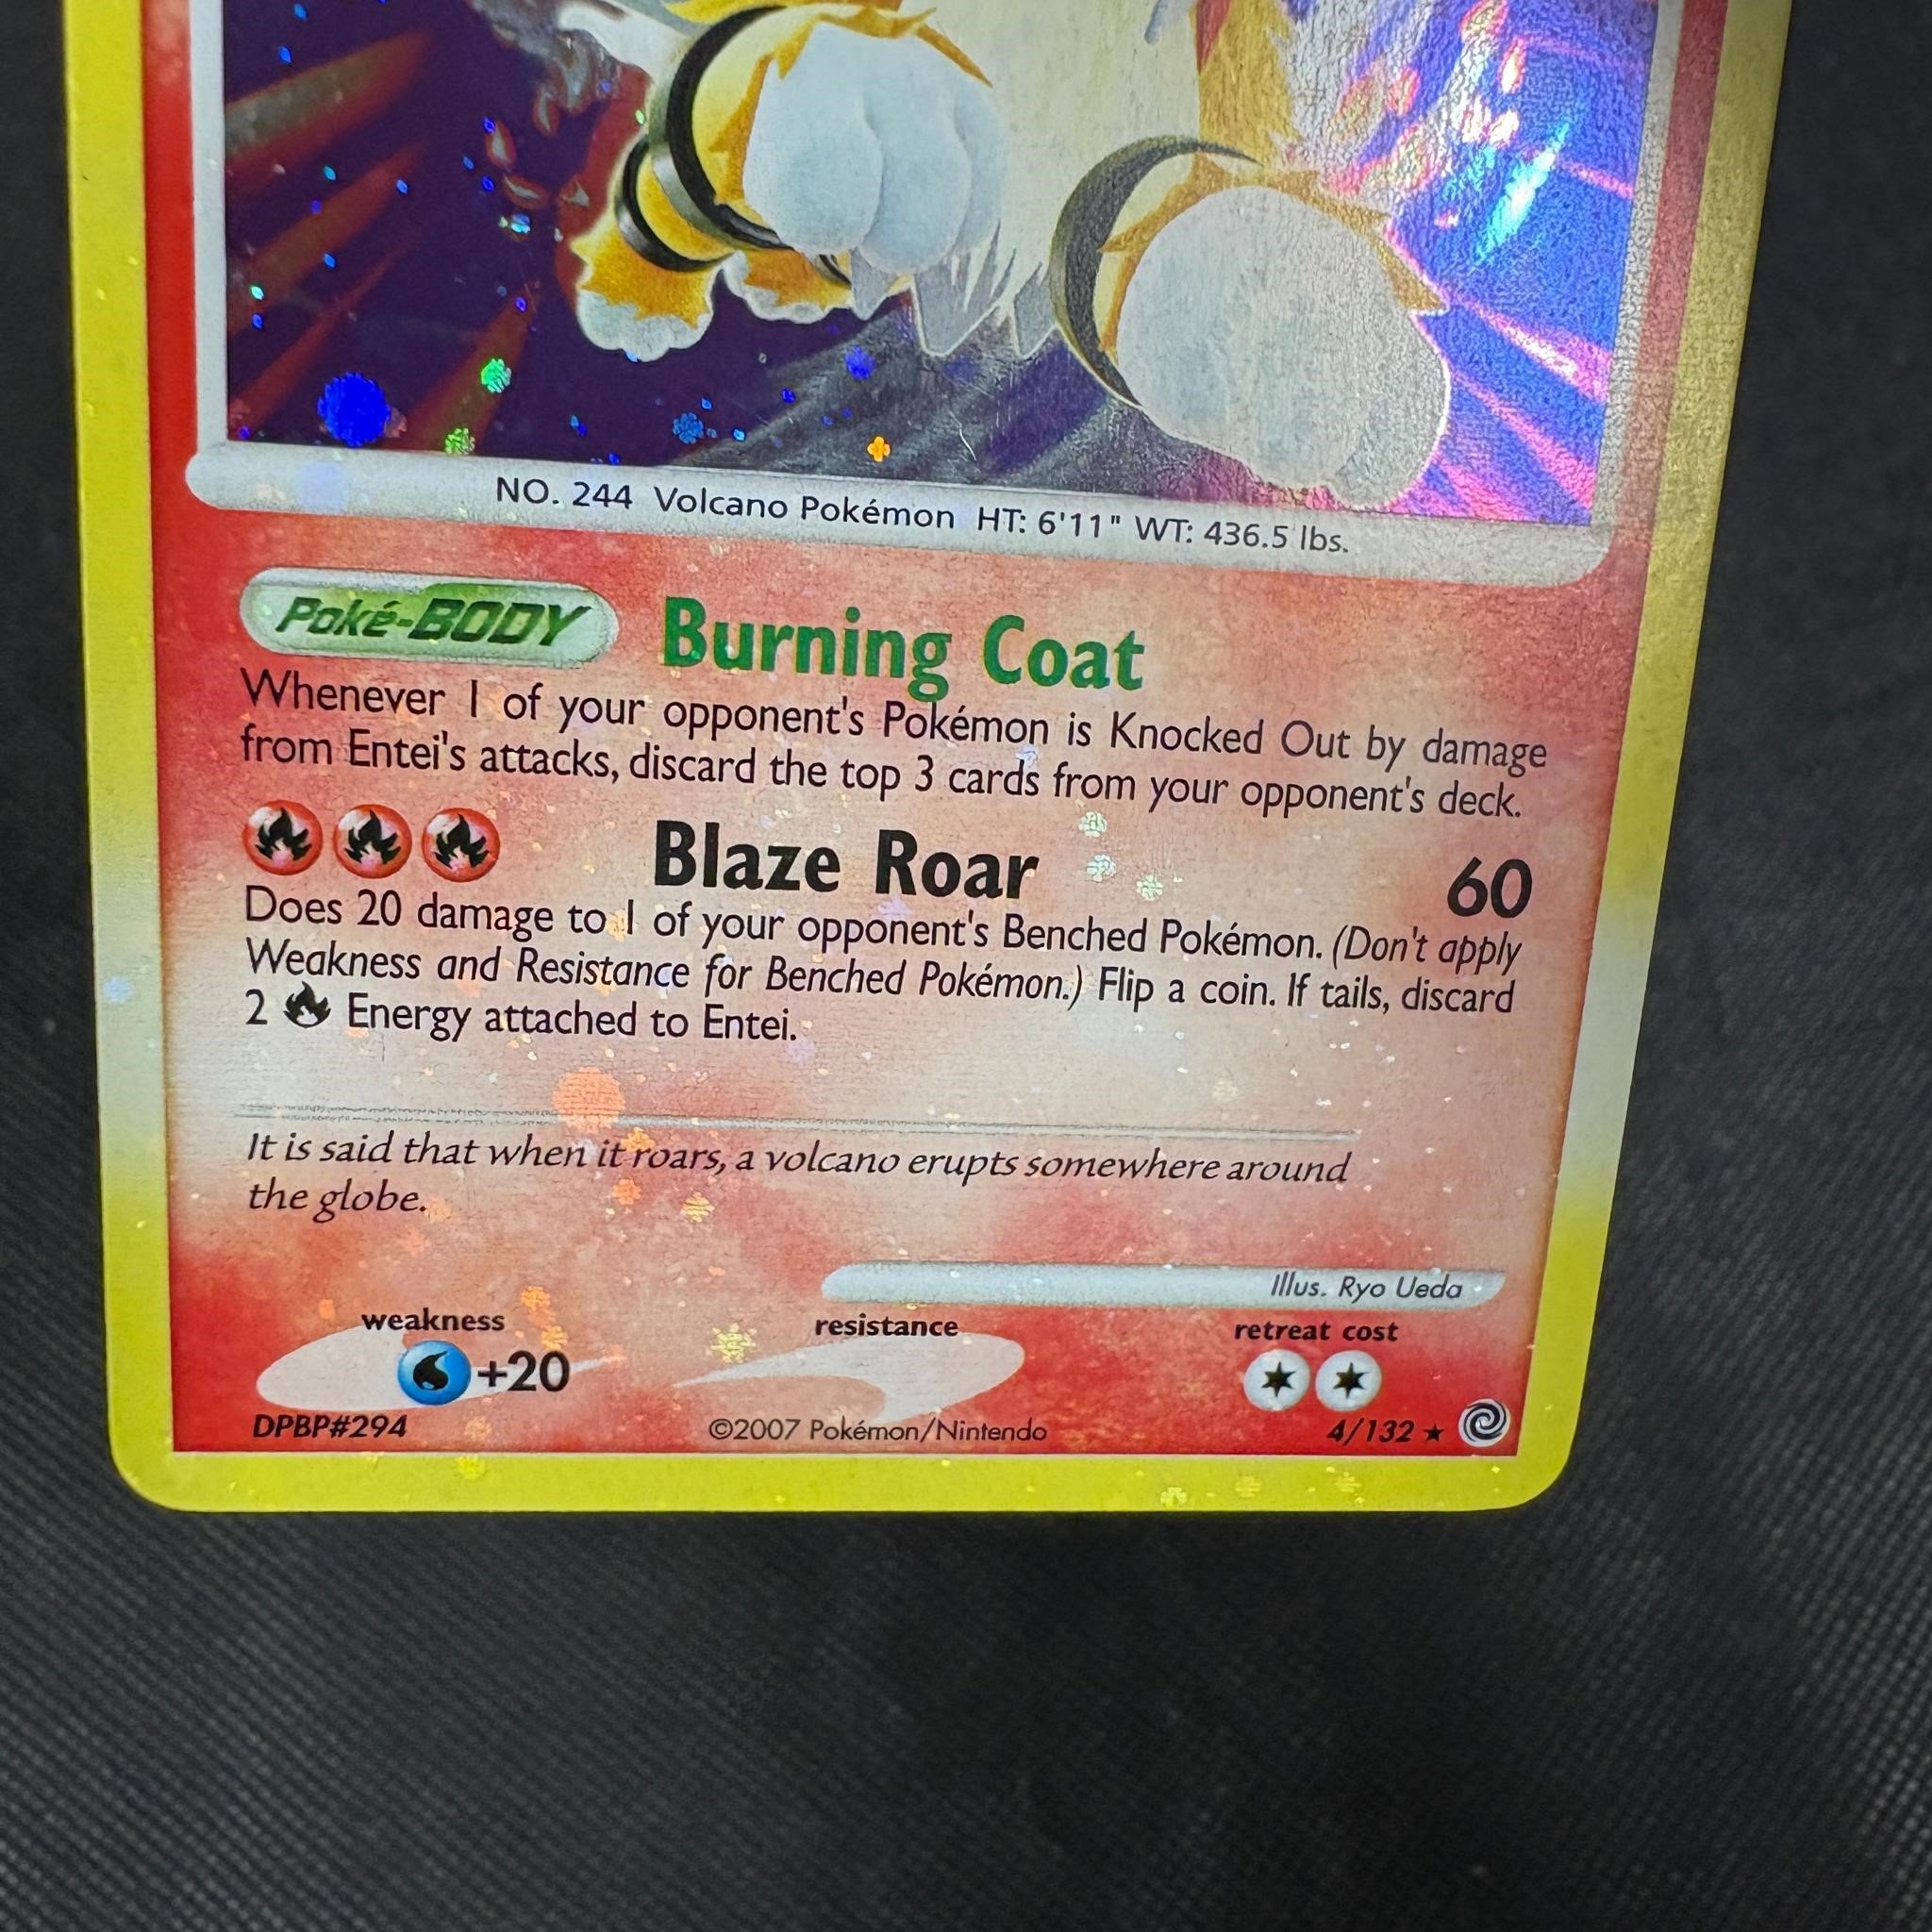 NO. 244 Volcano Pokémon HT: 6'11" WT: 436.5 lbs.
Poké-BODY Burning Coat
Whenever 1 of your opponent's Pokémon is Knocked Out by damage
from Entei's attacks, discard the top 3 cards from your opponent's deck.
Blaze Roar 60
Does 20 damage to 1 of your opponent's Benched Pokémon. (Don't apply
Weakness and Resistance for Benched Pokémon.) Flip a coin. If tails, discard
2 Energy attached to Entei.
It is said that when it roars, a volcano erupts somewhere around
the globe.
Illus. Ryo Ueda
weakness resistance retreat cost
+20
DPBP#294 ©2007 Pokémon/Nintendo 4/132 ★